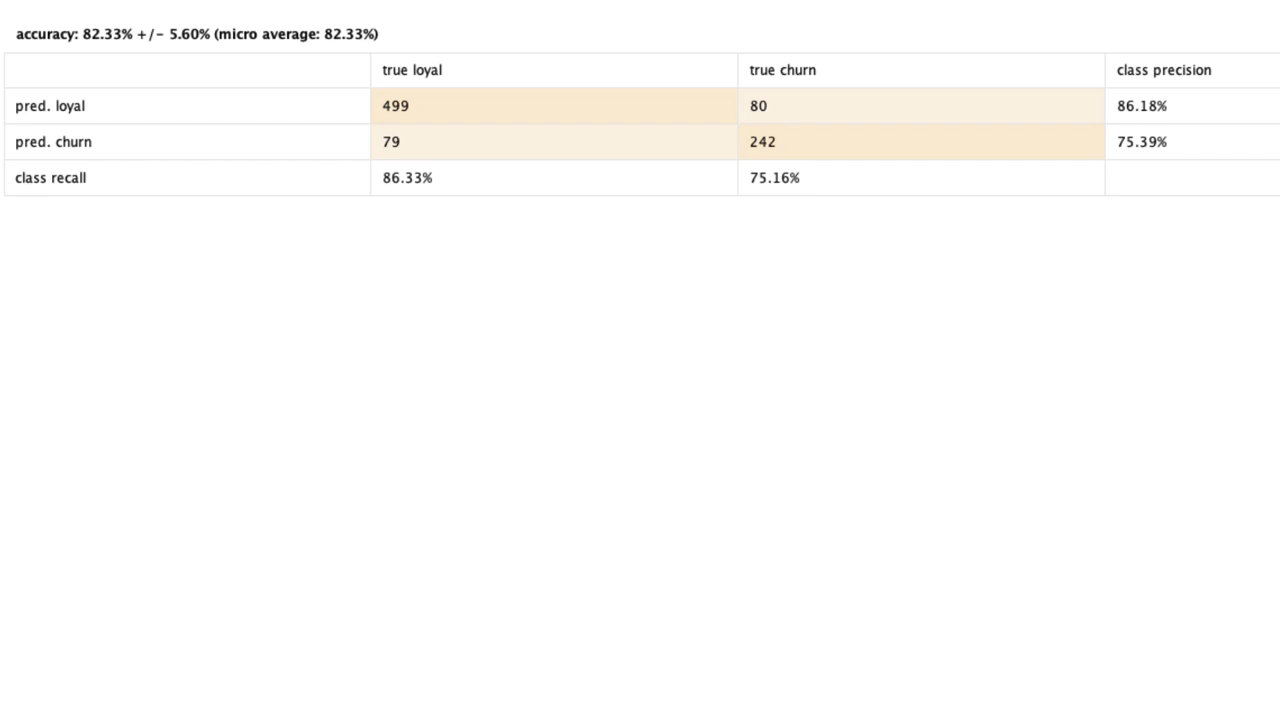 accuracy: 82.33% +/- 5.60% (micro average: 82.33%)
true loyal true churn class precision
pred. loyal 499 80 86.18%
pred. churn 79 242 75.39%
class recall 86.33% 75.16%